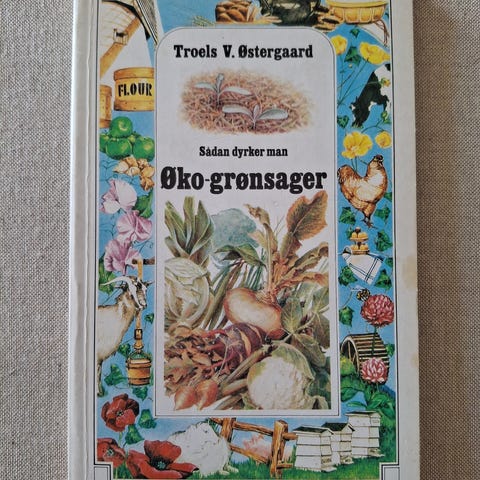 Troels V. Østergaard
FLOUR
Sådan dyrker man
Øko-grønsager